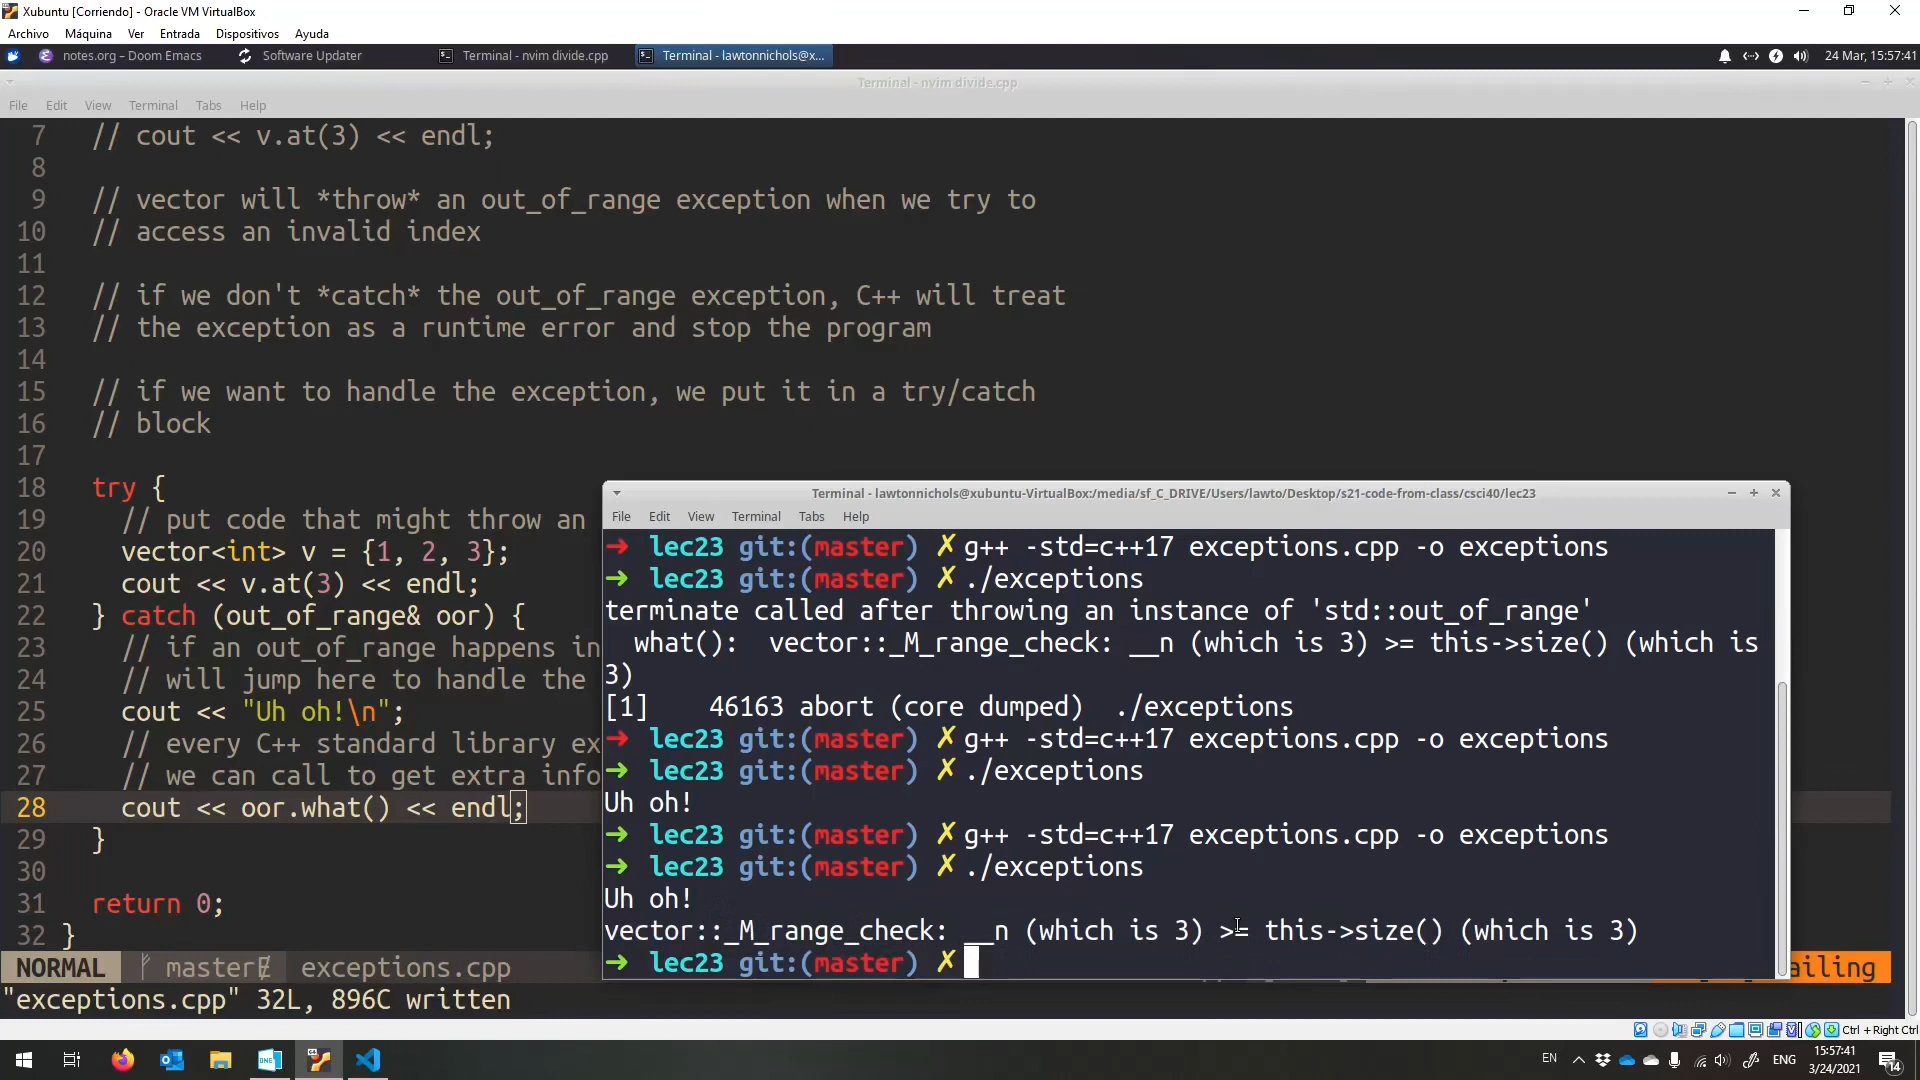 Xubuntu [Corriendo] - Oracle VM VirtualBox
Archivo Máquina Ver Entrada Dispositivos Ayuda
notes.org – Doom Emacs Software Updater Terminal - nvim divide.cpp Terminal - lawtonnichols@x... 24 Mar, 15:57:41
Terminal - nvim divide.cpp
File Edit View Terminal Tabs Help
7 // cout << v.at(3) << endl;
8
9 // vector will *throw* an out_of_range exception when we try to
10 // access an invalid index
11
12 // if we don't *catch* the out_of_range exception, C++ will treat
13 // the exception as a runtime error and stop the program
14
15 // if we want to handle the exception, we put it in a try/catch
16 // block
17
18 try {
19 // put code that might throw an
20 vector<int> v = {1, 2, 3};
21 cout << v.at(3) << endl;
22 } catch (out_of_range& oor) {
23 // if an out_of_range happens in
24 // will jump here to handle the
25 cout << "Uh oh!\n";
26 // every C++ standard library ex
27 // we can call to get extra info
28 cout << oor.what() << endl;
29 }
30
31 return 0;
32 }
NORMAL master exceptions.cpp ailing
"exceptions.cpp" 32L, 896C written
Terminal - lawtonnichols@xubuntu-VirtualBox:/media/sf_C_DRIVE/Users/lawto/Desktop/s21-code-from-class/csci40/lec23
File Edit View Terminal Tabs Help
➜ lec23 git:(master) ✗ g++ -std=c++17 exceptions.cpp -o exceptions
➜ lec23 git:(master) ✗ ./exceptions
terminate called after throwing an instance of 'std::out_of_range'
what(): vector::_M_range_check: __n (which is 3) >= this->size() (which is
3)
[1] 46163 abort (core dumped) ./exceptions
➜ lec23 git:(master) ✗ g++ -std=c++17 exceptions.cpp -o exceptions
➜ lec23 git:(master) ✗ ./exceptions
Uh oh!
➜ lec23 git:(master) ✗ g++ -std=c++17 exceptions.cpp -o exceptions
➜ lec23 git:(master) ✗ ./exceptions
Uh oh!
vector::_M_range_check: __n (which is 3) >= this->size() (which is 3)
➜ lec23 git:(master) ✗
Ctrl + Right Ctrl
EN ENG 15:57:41
3/24/2021
14